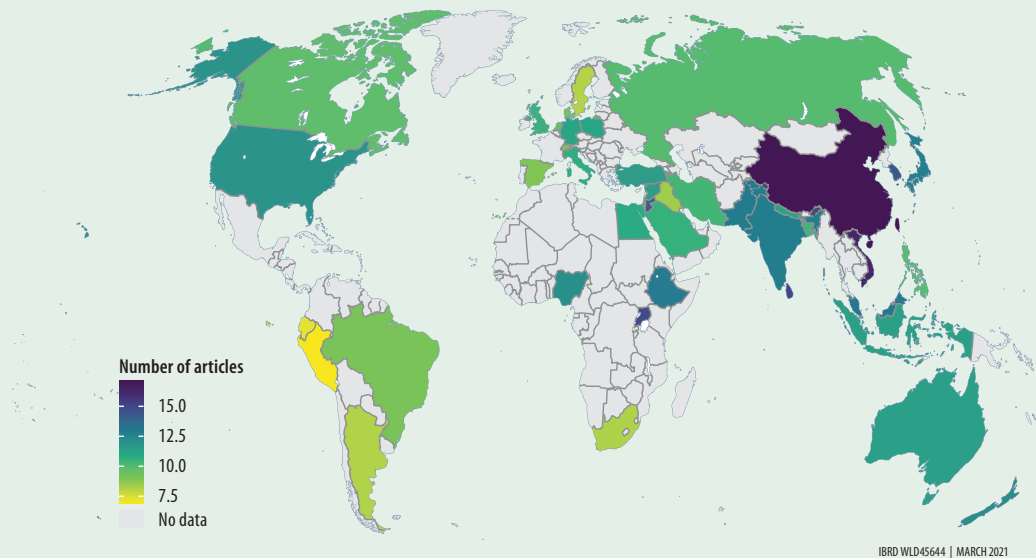 Number of articles
15.0
12.5
10.0
7.5
No data
IBRD WLD45644 | MARCH 2021